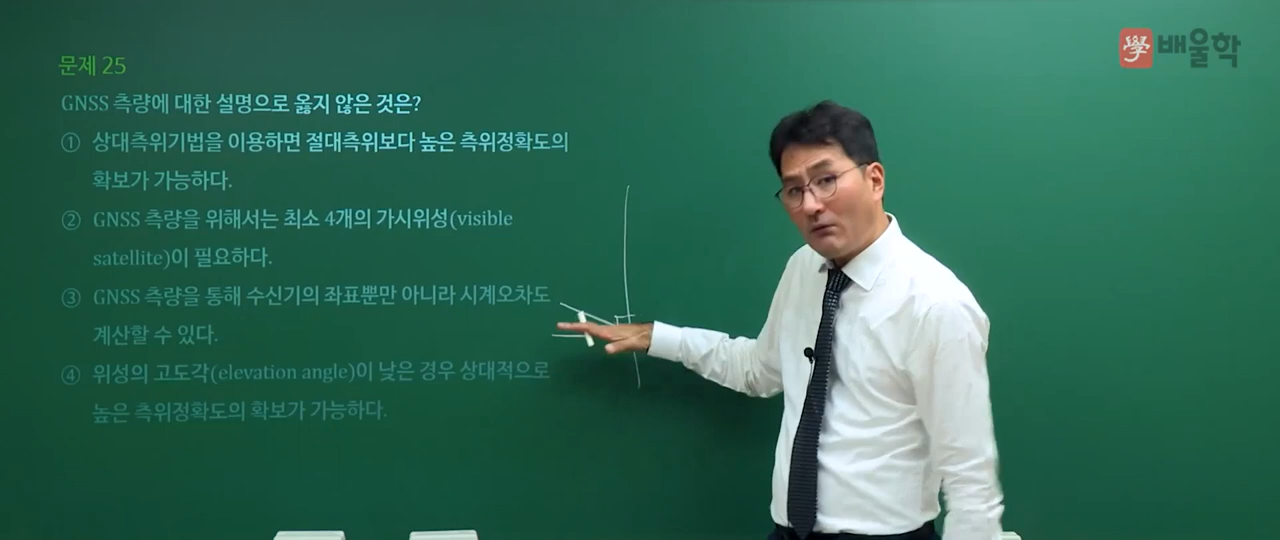 學 배울학
문제 25
GNSS 측량에 대한 설명으로 옳지 않은 것은?
① 상대측위기법을 이용하면 절대측위보다 높은 측위정확도의
확보가 가능하다.
② GNSS 측량을 위해서는 최소 4개의 가시위성(visible
satellite)이 필요하다.
③ GNSS 측량을 통해 수신기의 좌표뿐만 아니라 시계오차도
계산할 수 있다.
④ 위성의 고도각(elevation angle)이 낮은 경우 상대적으로
높은 측위정확도의 확보가 가능하다.